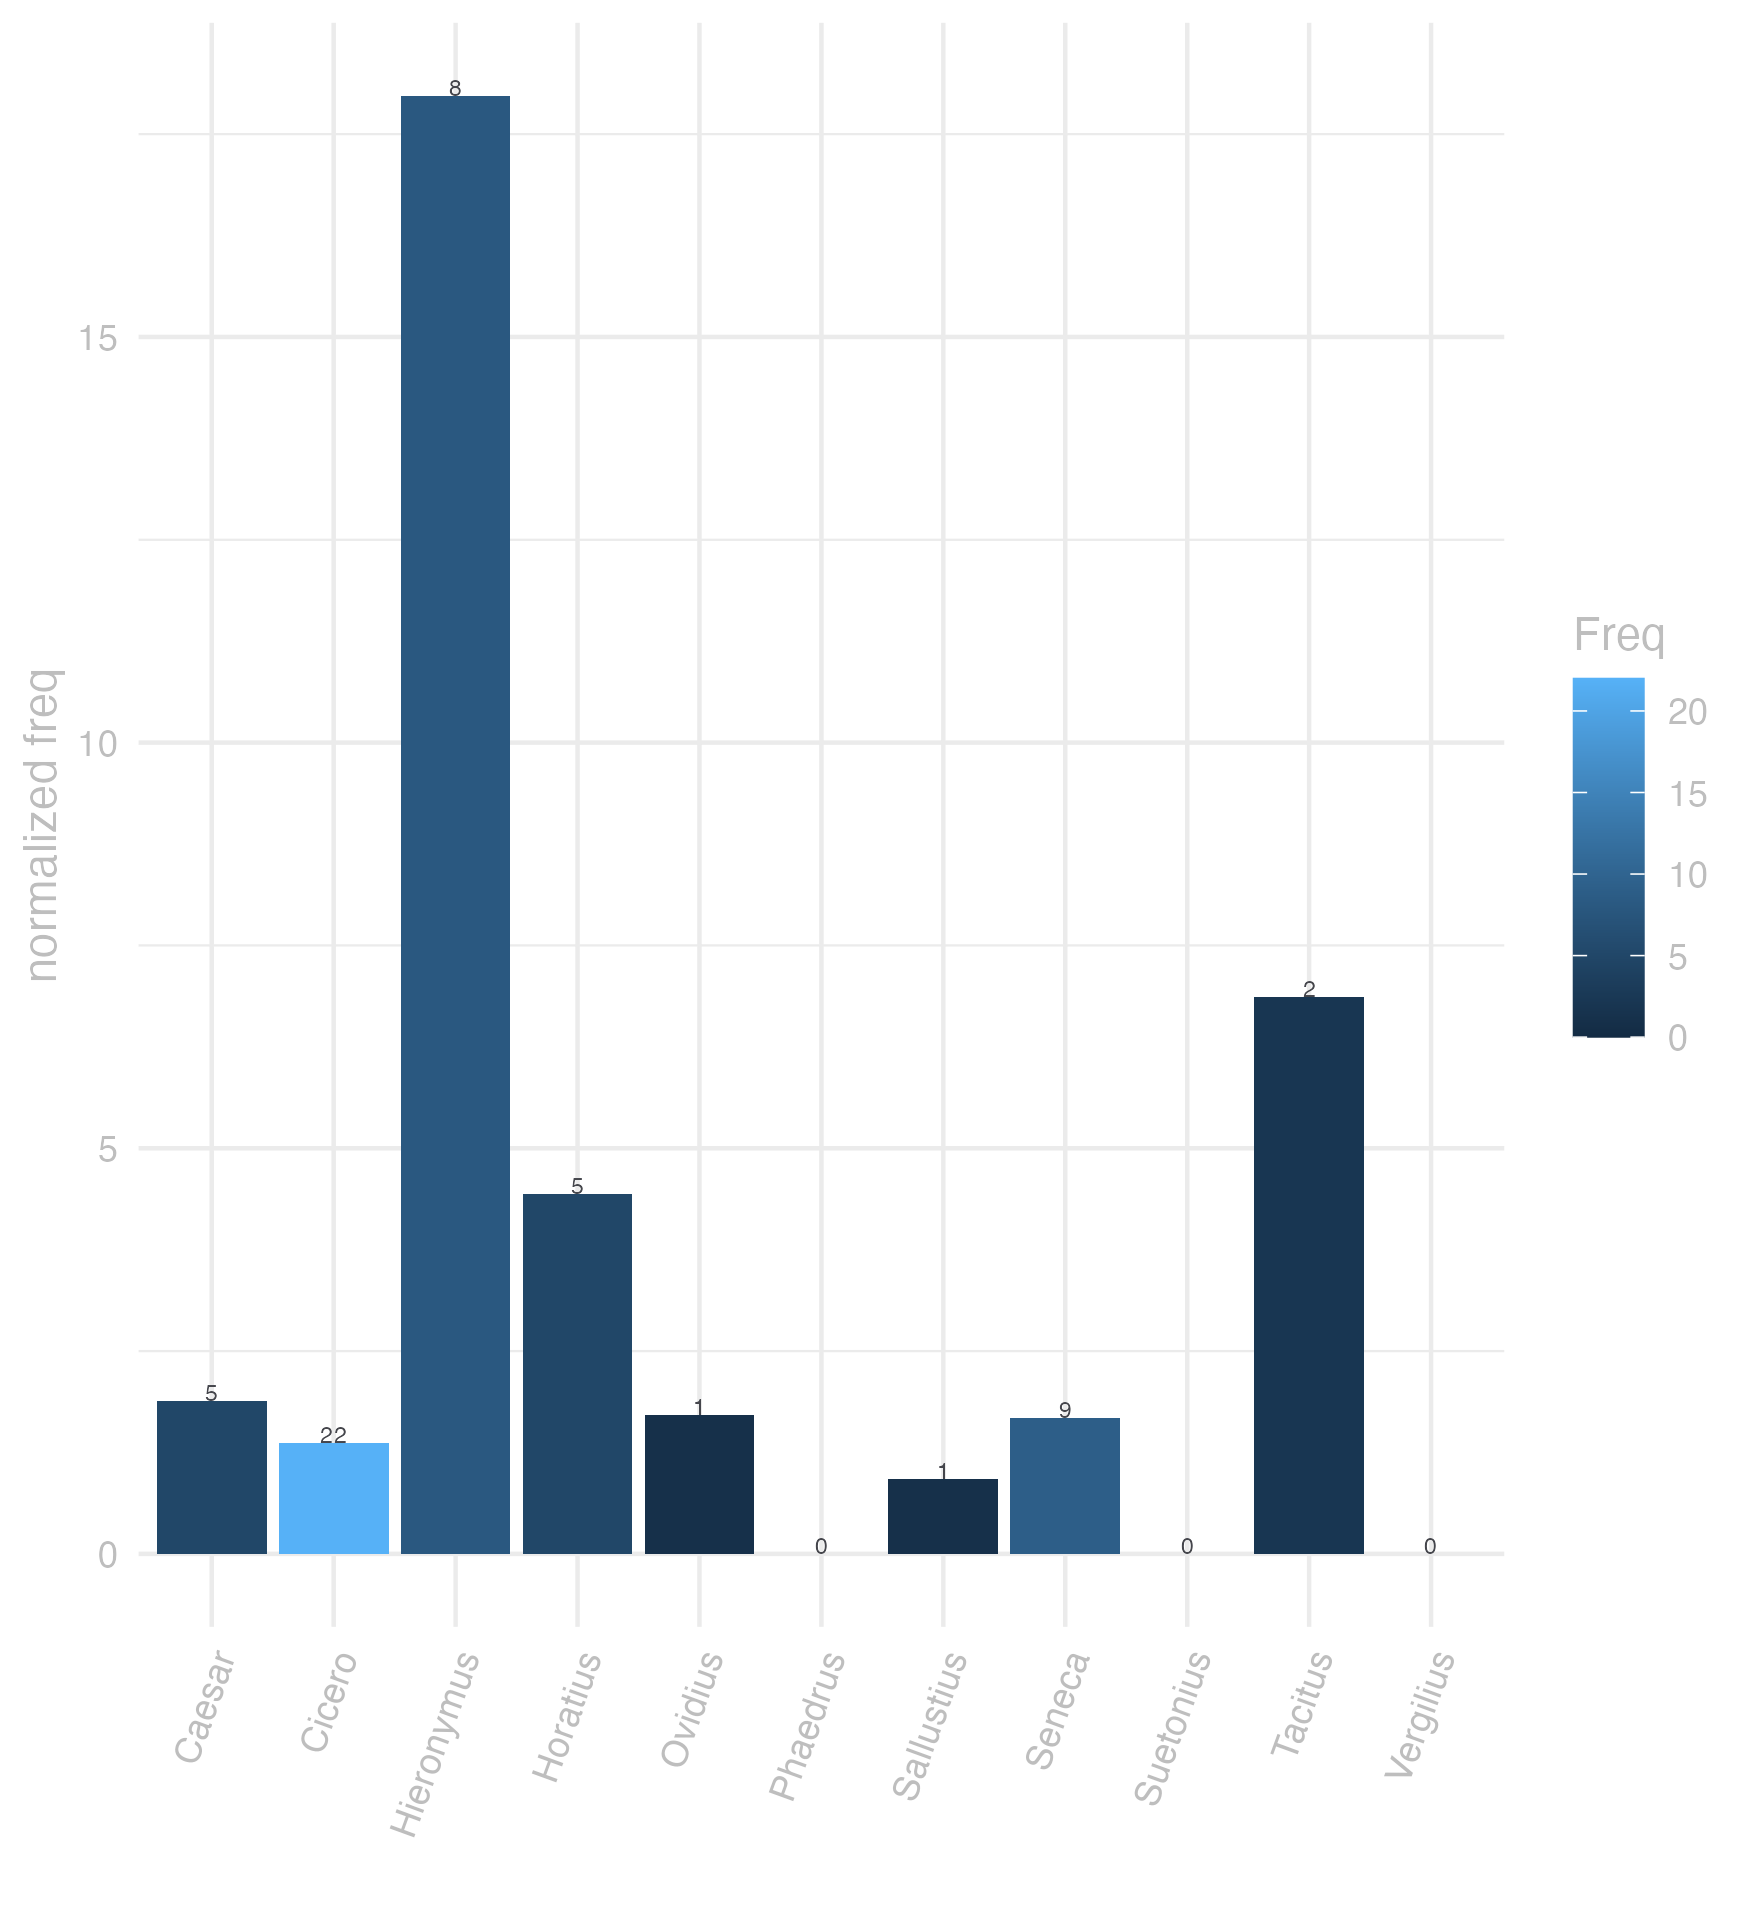 8
15
10
5
0
normalized freq
5
22
5
1
0
1
9
0
2
0
Caesar
Cicero
Hieronymus
Horatius
Ovidius
Phaedrus
Sallustius
Seneca
Suetonius
Tacitus
Vergilius
Freq
20
15
10
5
0